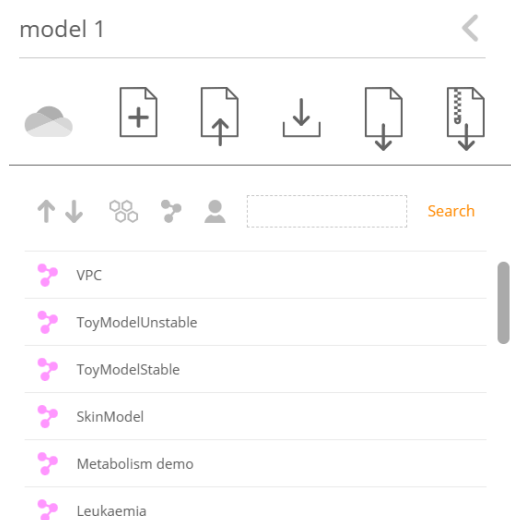 model 1
Search
VPC
ToyModelUnstable
ToyModelStable
SkinModel
Metabolism demo
Leukaemia